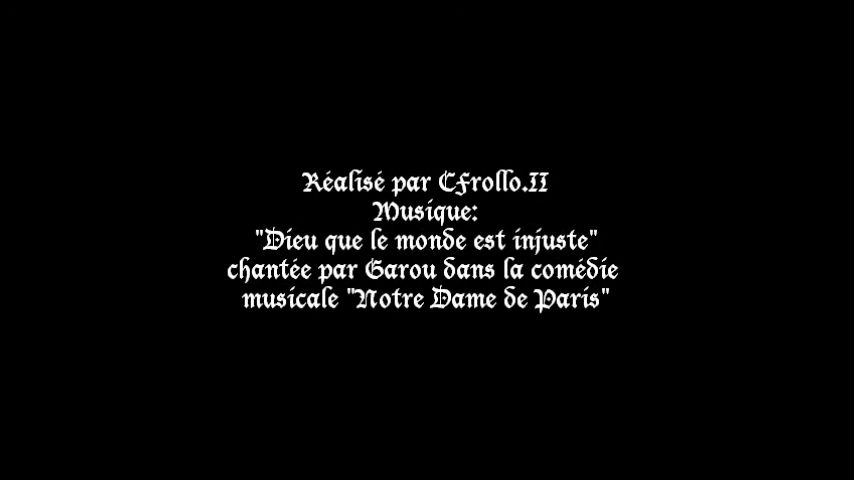 Réalisé par CFrollo.II
Musique:
"Dieu que le monde est injuste"
chantée par Garou dans la comédie
musicale "Notre Dame de Paris"